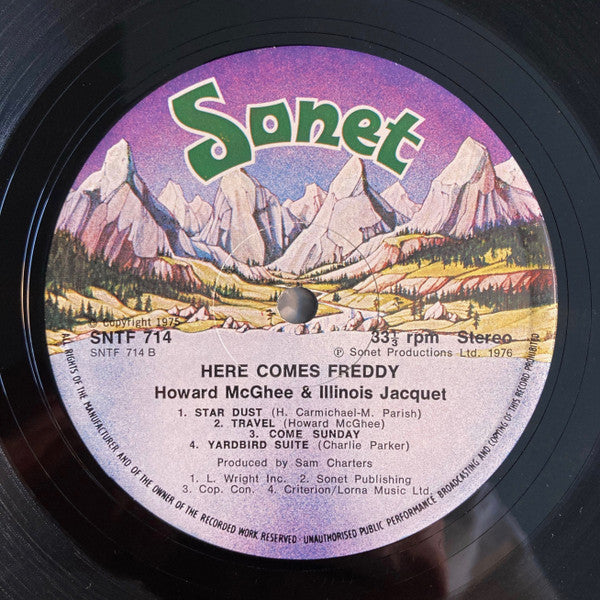 Sonet
© Copyright 1975
SNTF 714
SNTF 714 B
33⅓ rpm Stereo
℗ Sonet Productions Ltd. 1976
HERE COMES FREDDY
Howard McGhee & Illinois Jacquet
1. STAR DUST (H. Carmichael-M. Parish)
2. TRAVEL (Howard McGhee)
3. COME SUNDAY
4. YARDBIRD SUITE (Charlie Parker)
Produced by Sam Charters
1. L. Wright Inc. 2. Sonet Publishing
3. Cop. Con. 4. Criterion/Lorna Music Ltd.
ALL RIGHTS OF THE MANUFACTURER AND OF THE OWNER OF THE RECORDED WORK RESERVED. UNAUTHORISED PUBLIC PERFORMANCE BROADCASTING AND COPYING OF THIS RECORD PROHIBITED